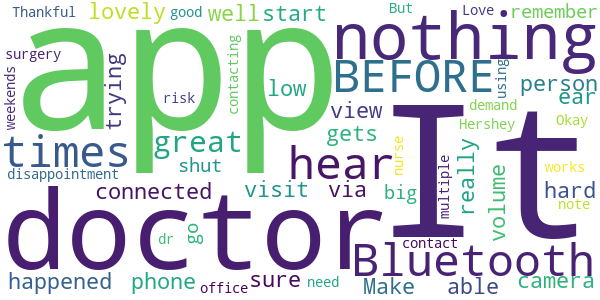 Thankful lovely good well start But Love remember
surgery app nothing
weekends trying contacting low BEFORE using person
risk view demand ear
times great hear gets really Hershey Okay
disappointment shut It
connected visit via big multiple volume nurse works hard
doctor note
dr go contact Bluetooth
happened phone office sure need Make able camera